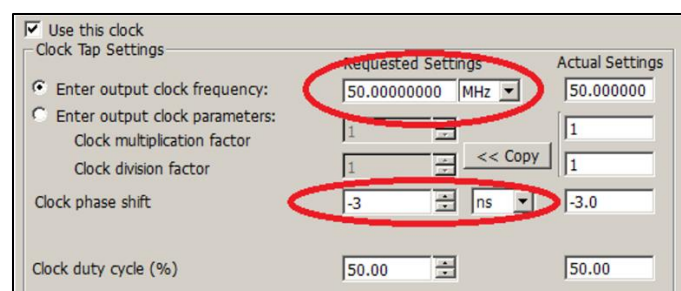 Use this clock
Clock Tap Settings
Requested Settings Actual Settings
Enter output clock frequency: 50.00000000 MHz 50.000000
Enter output clock parameters:
Clock multiplication factor 1 1
<< Copy
Clock division factor 1 1
Clock phase shift -3 ns -3.0
Clock duty cycle (%) 50.00 50.00